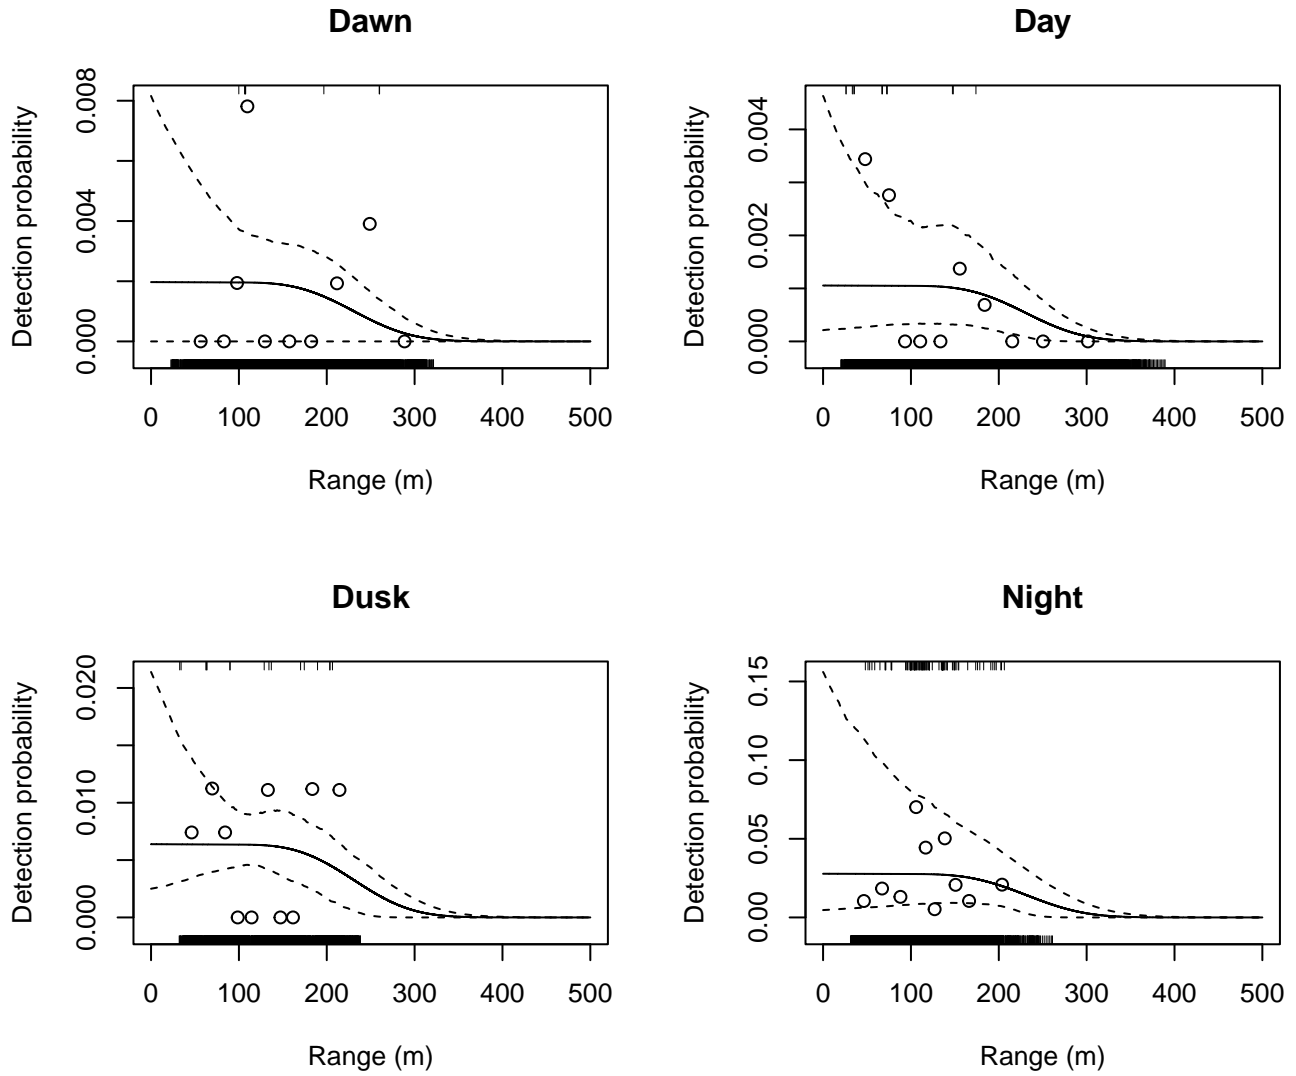 Dawn
Detection probability
0.000 0.004 0.008
0 100 200 300 400 500
Range (m)
Day
Detection probability
0.000 0.002 0.004
0 100 200 300 400 500
Range (m)
Dusk
Detection probability
0.000 0.010 0.020
0 100 200 300 400 500
Range (m)
Night
Detection probability
0.00 0.05 0.10 0.15
0 100 200 300 400 500
Range (m)